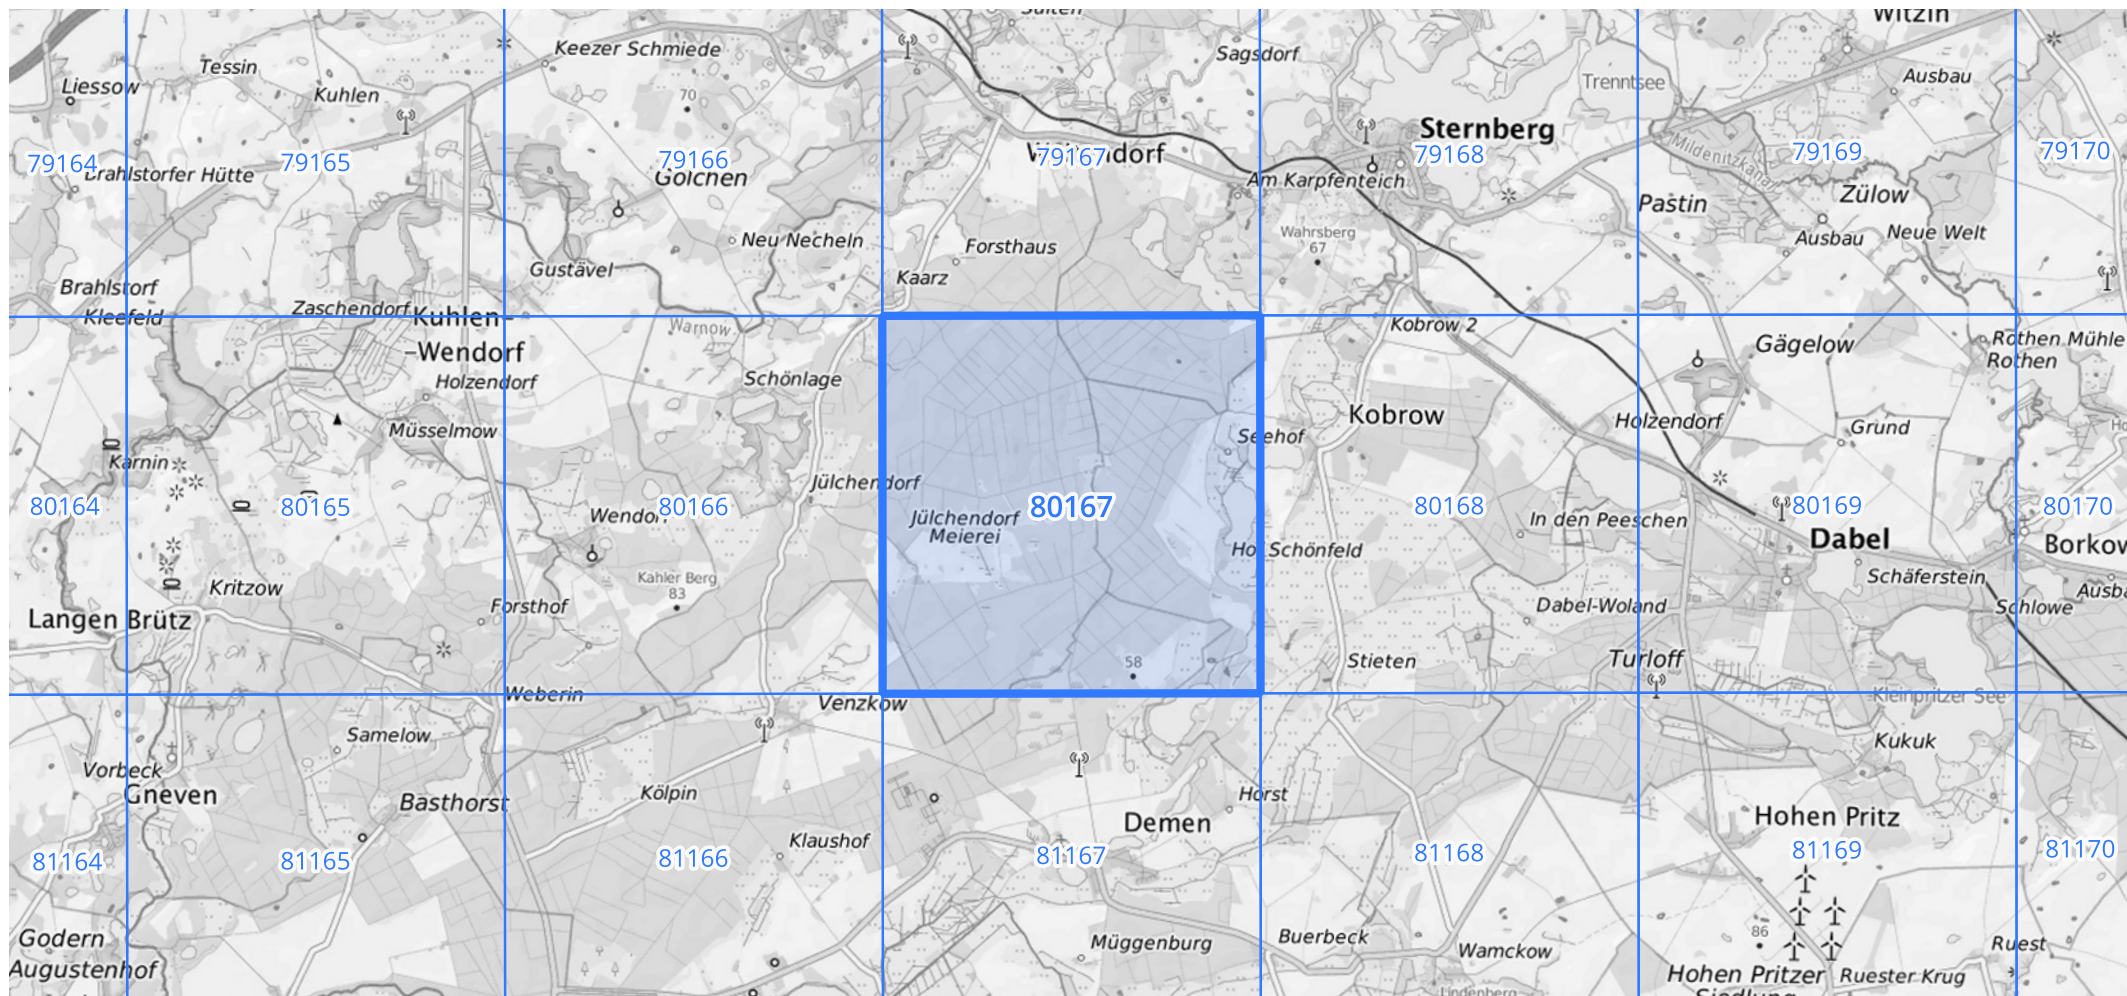 Sülten
Witzin
Keezer Schmiede
Sagsdorf
Liessow
Tessin
Kuhlen
70
Trenntsee
Ausbau
Sternberg
79164
79165
79166
79167
79168
79169
79170
Brahlstorfer Hütte
Golchen
Am Karpfenteich
Mildenitzkanal
Pastin
Zülow
Neu Necheln
Forsthaus
Wahrsberg
67
Ausbau
Neue Welt
Gustävel
Kaarz
Brahlstorf
Kleefeld
Zaschendorf
Kuhlen-
-Wendorf
Warnow
Kobrow 2
Gägelow
Rothen Mühle
Rothen
Holzendorf
Schönlage
Müsselmow
Kobrow
Holzendorf
Grund
Seehof
Karnin
Jülchendorf
80164
80165
80166
80167
80168
80169
80170
Wendorf
Jülchendorf
Meierei
In den Peeschen
Dabel
Borkow
Kritzow
Kahler Berg
83
Schönfeld
Schäferstein
Ausba
Langen Brütz
Forsthof
Dabel-Woland
Schlowe
58
Stieten
Turloff
Weberin
Venzkow
Kleinpritzer See
Samelow
Kukuk
Vorbeck
Gneven
Basthorst
Kölpin
Horst
Demen
Hohen Pritz
Klaushof
81164
81165
81166
81167
81168
81169
81170
Godern
Augustenhof
Müggenburg
Buerbeck
Wamckow
86
Ruest
Hohen Pritzer
Siedlung
Ruester Krug
Lindenberg